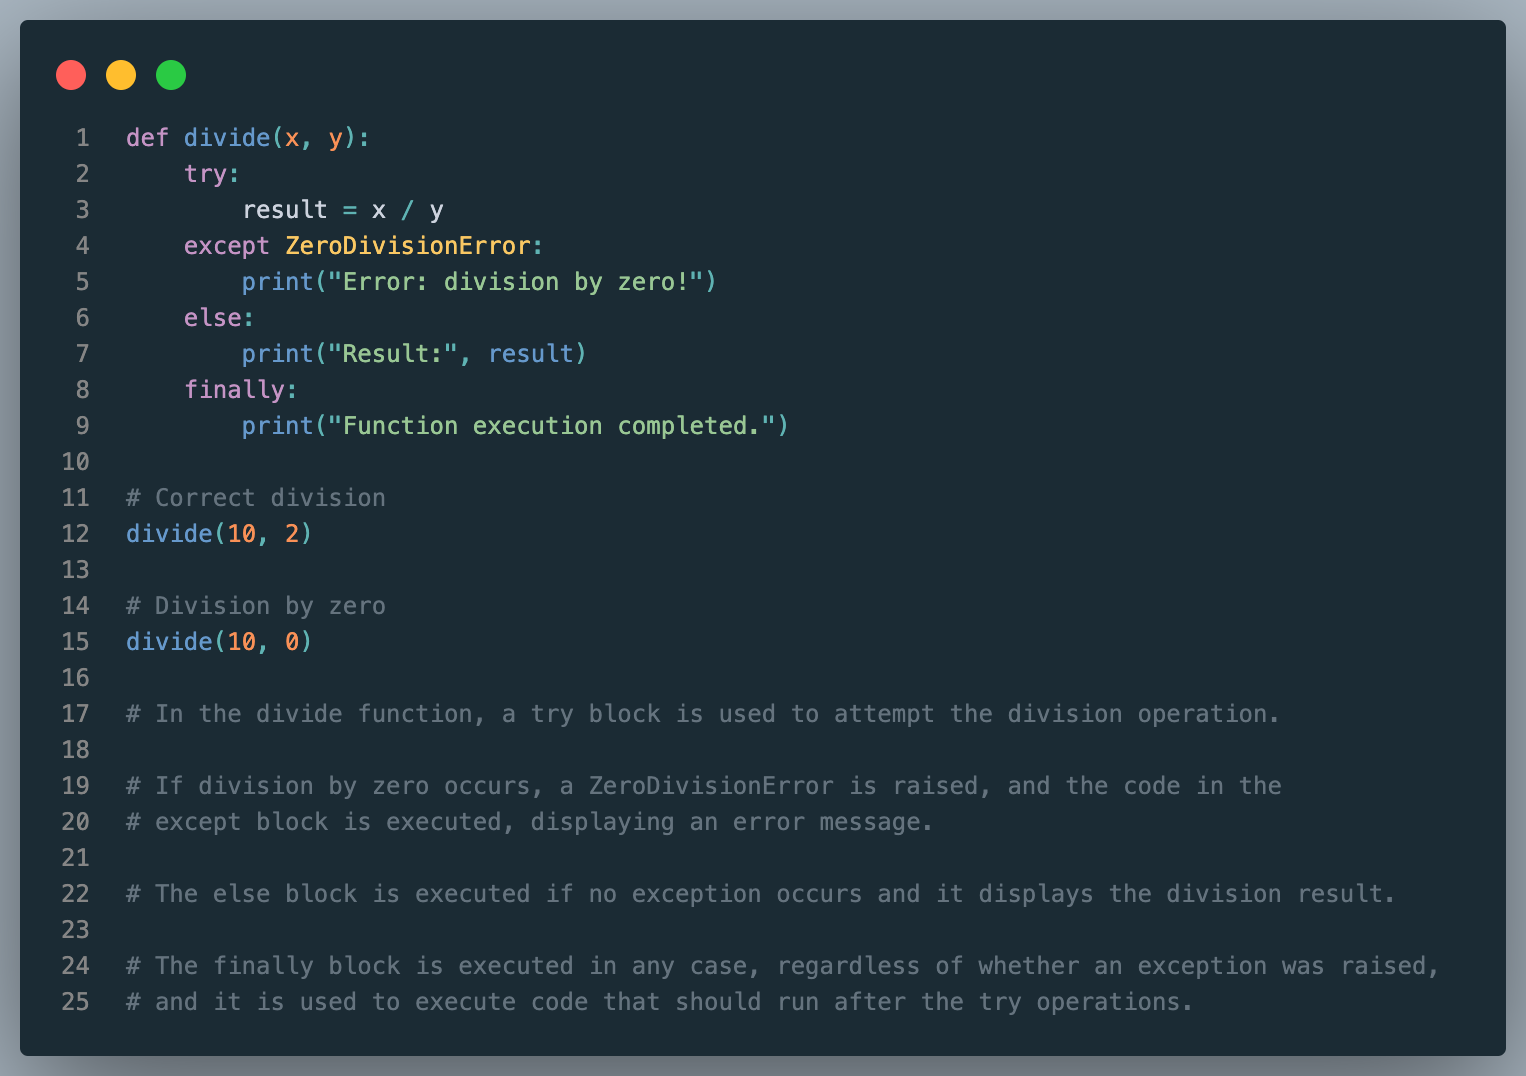 1 def divide(x, y):
2     try:
3         result = x / y
4     except ZeroDivisionError:
5         print("Error: division by zero!")
6     else:
7         print("Result:", result)
8     finally:
9         print("Function execution completed.")
10
11 # Correct division
12 divide(10, 2)
13
14 # Division by zero
15 divide(10, 0)
16
17 # In the divide function, a try block is used to attempt the division operation.
18
19 # If division by zero occurs, a ZeroDivisionError is raised, and the code in the
20 # except block is executed, displaying an error message.
21
22 # The else block is executed if no exception occurs and it displays the division result.
23
24 # The finally block is executed in any case, regardless of whether an exception was raised,
25 # and it is used to execute code that should run after the try operations.